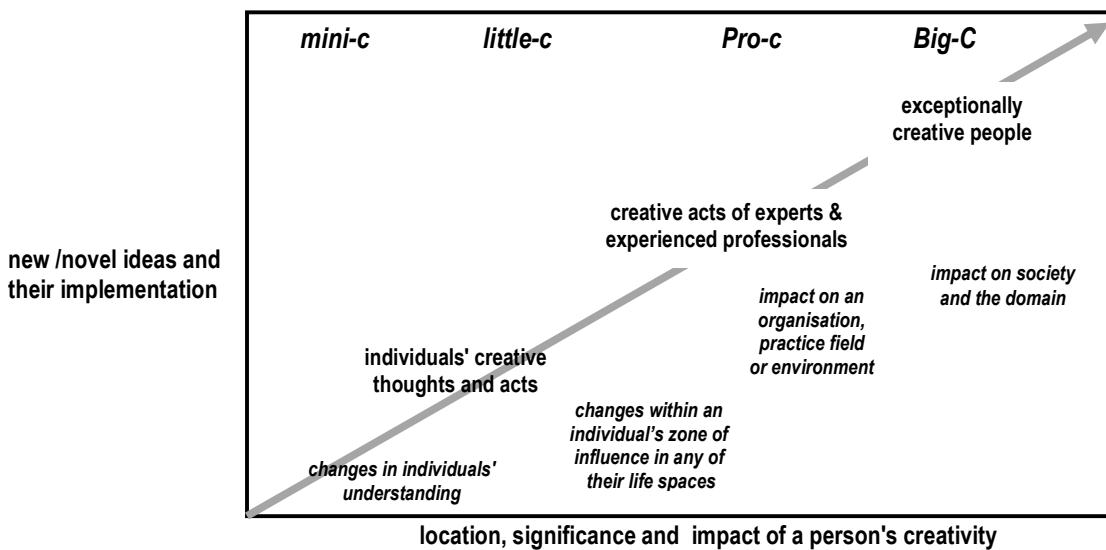 mini-c little-c Pro-c Big-C
exceptionally
creative people
creative acts of experts &
experienced professionals
new /novel ideas and
their implementation
impact on society
and the domain
impact on an
organisation,
practice field
or environment
individuals' creative
thoughts and acts
changes within an
individual’s zone of
influence in any of
their life spaces
changes in individuals'
understanding
location, significance and  impact of a person's creativity